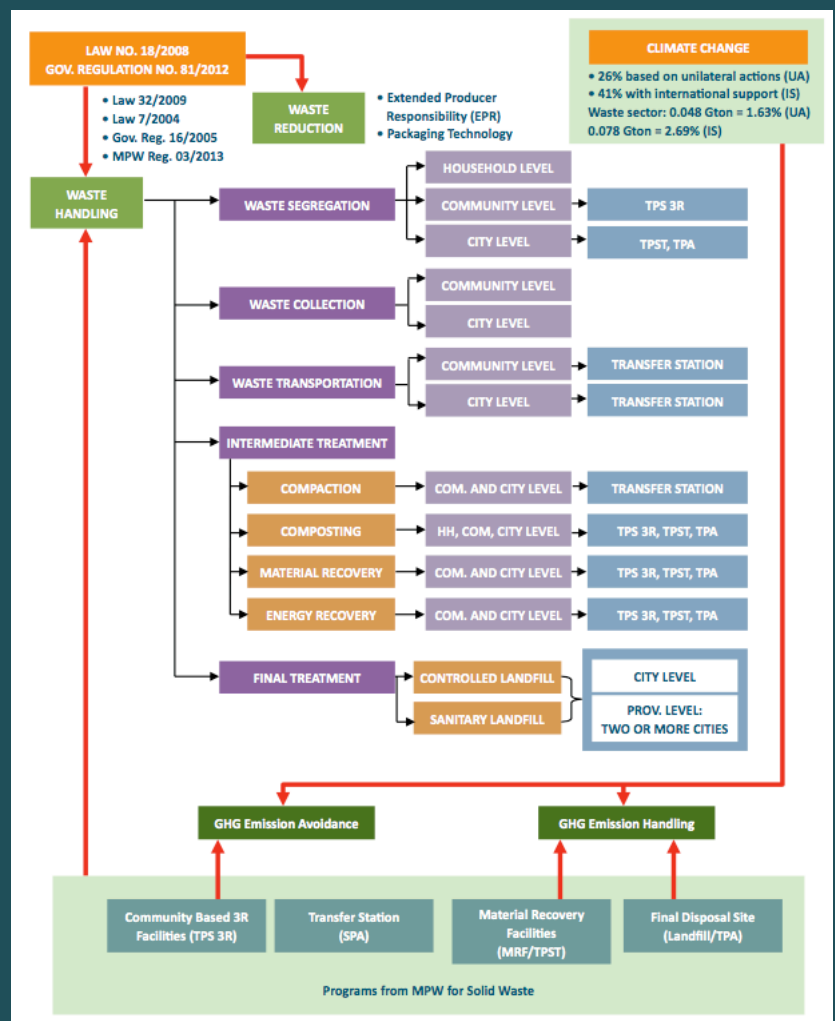 LAW NO. 18/2008
GOV. REGULATION NO. 81/2012
CLIMATE CHANGE
• 26% based on unilateral actions (UA)
• 41% with international support (IS)
Waste sector: 0.048 Gton = 1.63% (UA)
0.078 Gton = 2.69% (IS)
WASTE
REDUCTION
• Extended Producer
Responsibility (EPR)
• Packaging Technology
• Law 32/2009
• Law 7/2004
• Gov. Reg. 16/2005
• MPW Reg. 03/2013
WASTE
HANDLING
WASTE SEGREGATION
HOUSEHOLD LEVEL
COMMUNITY LEVEL
TPS 3R
CITY LEVEL
TPST, TPA
WASTE COLLECTION
COMMUNITY LEVEL
CITY LEVEL
WASTE TRANSPORTATION
COMMUNITY LEVEL
TRANSFER STATION
CITY LEVEL
TRANSFER STATION
INTERMEDIATE TREATMENT
COMPACTION
COM. AND CITY LEVEL
TRANSFER STATION
COMPOSTING
HH, COM, CITY LEVEL
TPS 3R, TPST, TPA
MATERIAL RECOVERY
COM. AND CITY LEVEL
TPS 3R, TPST, TPA
ENERGY RECOVERY
COM. AND CITY LEVEL
TPS 3R, TPST, TPA
FINAL TREATMENT
CONTROLLED LANDFILL
SANITARY LANDFILL
CITY LEVEL
PROV. LEVEL:
TWO OR MORE CITIES
GHG Emission Avoidance
GHG Emission Handling
Community Based 3R
Facilities (TPS 3R)
Transfer Station
(SPA)
Material Recovery
Facilities
(MRF/TPST)
Final Disposal Site
(Landfill/TPA)
Programs from MPW for Solid Waste